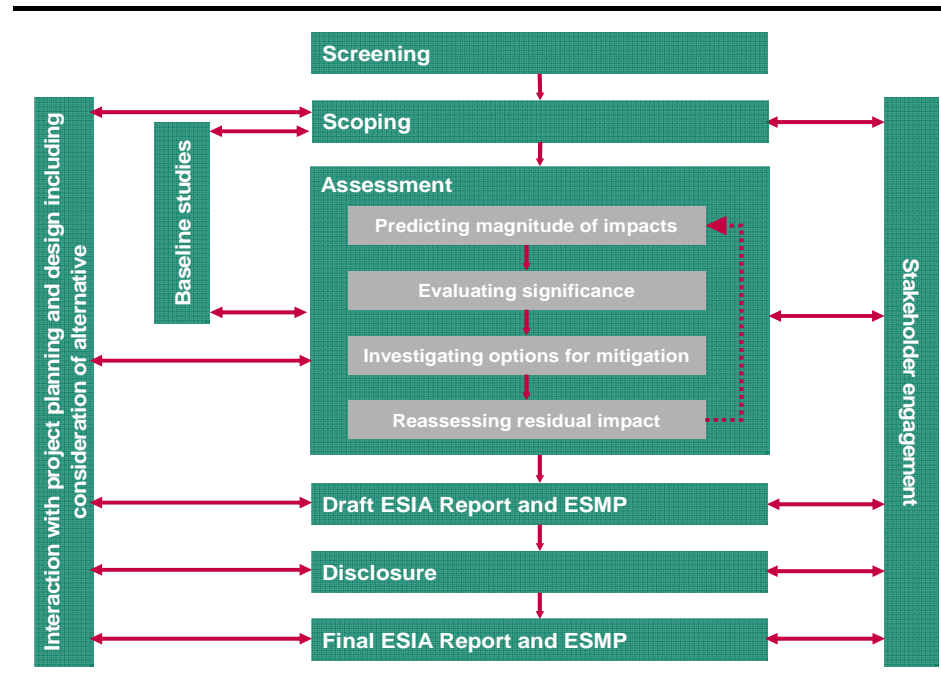 Screening
Scoping
Assessment
Predicting magnitude of impacts
Evaluating significance
Investigating options for mitigation
Reassessing residual impact
Draft ESIA Report and ESMP
Disclosure
Final ESIA Report and ESMP
Interaction with project planning and design including
consideration of alternative
Baseline studies
Stakeholder engagement